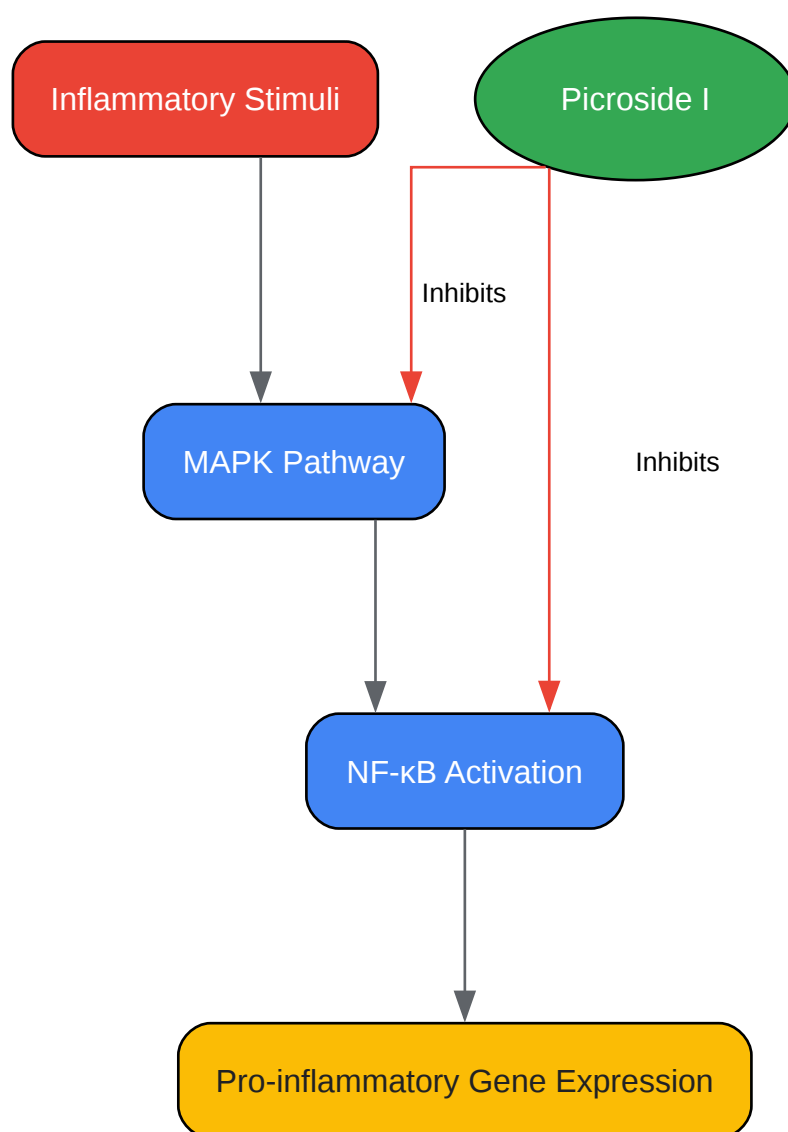 Inflammatory Stimuli
Picroside I
Inhibits
MAPK Pathway
Inhibits
NF-κB Activation
Pro-inflammatory Gene Expression